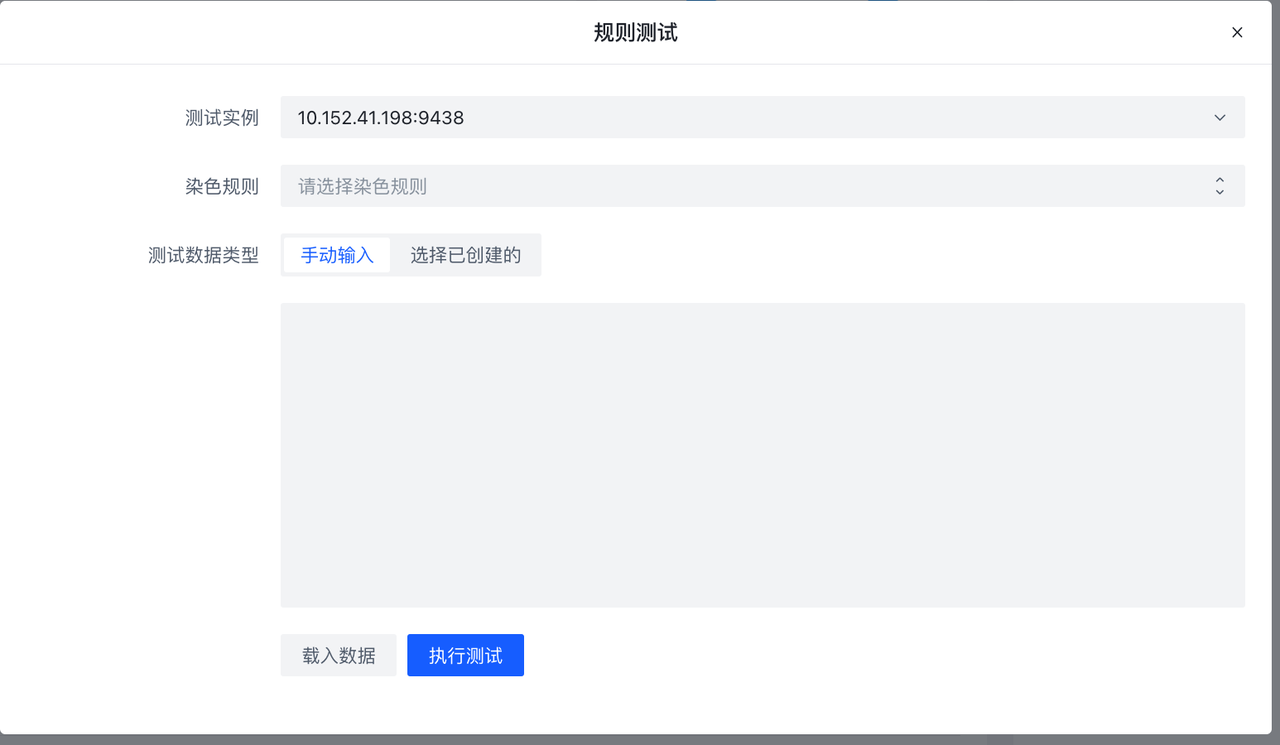 规则测试
测试实例
10.152.41.198:9438
染色规则
请选择染色规则
测试数据类型
手动输入
选择已创建的
载入数据
执行测试